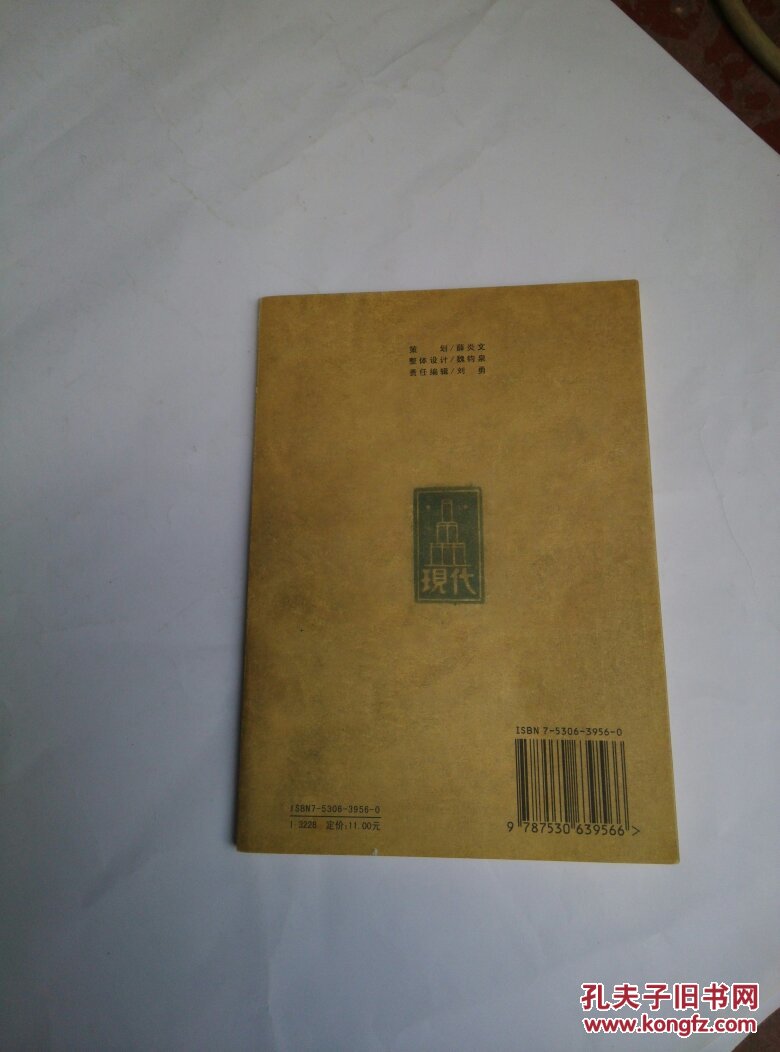 策　划/薛炎文
整体设计/魏钧泉
责任编辑/刘　勇
現代
ISBN 7-5306-3956-0
9 787530 639566 >
ISBN7-5306-3956-0
I·3226 定价:11.00元
孔夫子旧书网
www.kongfz.com